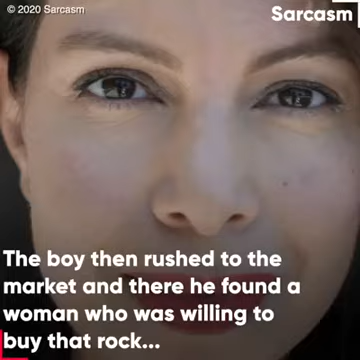 © 2020 Sarcasm
Sarcasm
The boy then rushed to the
market and there he found a
woman who was willing to
buy that rock...